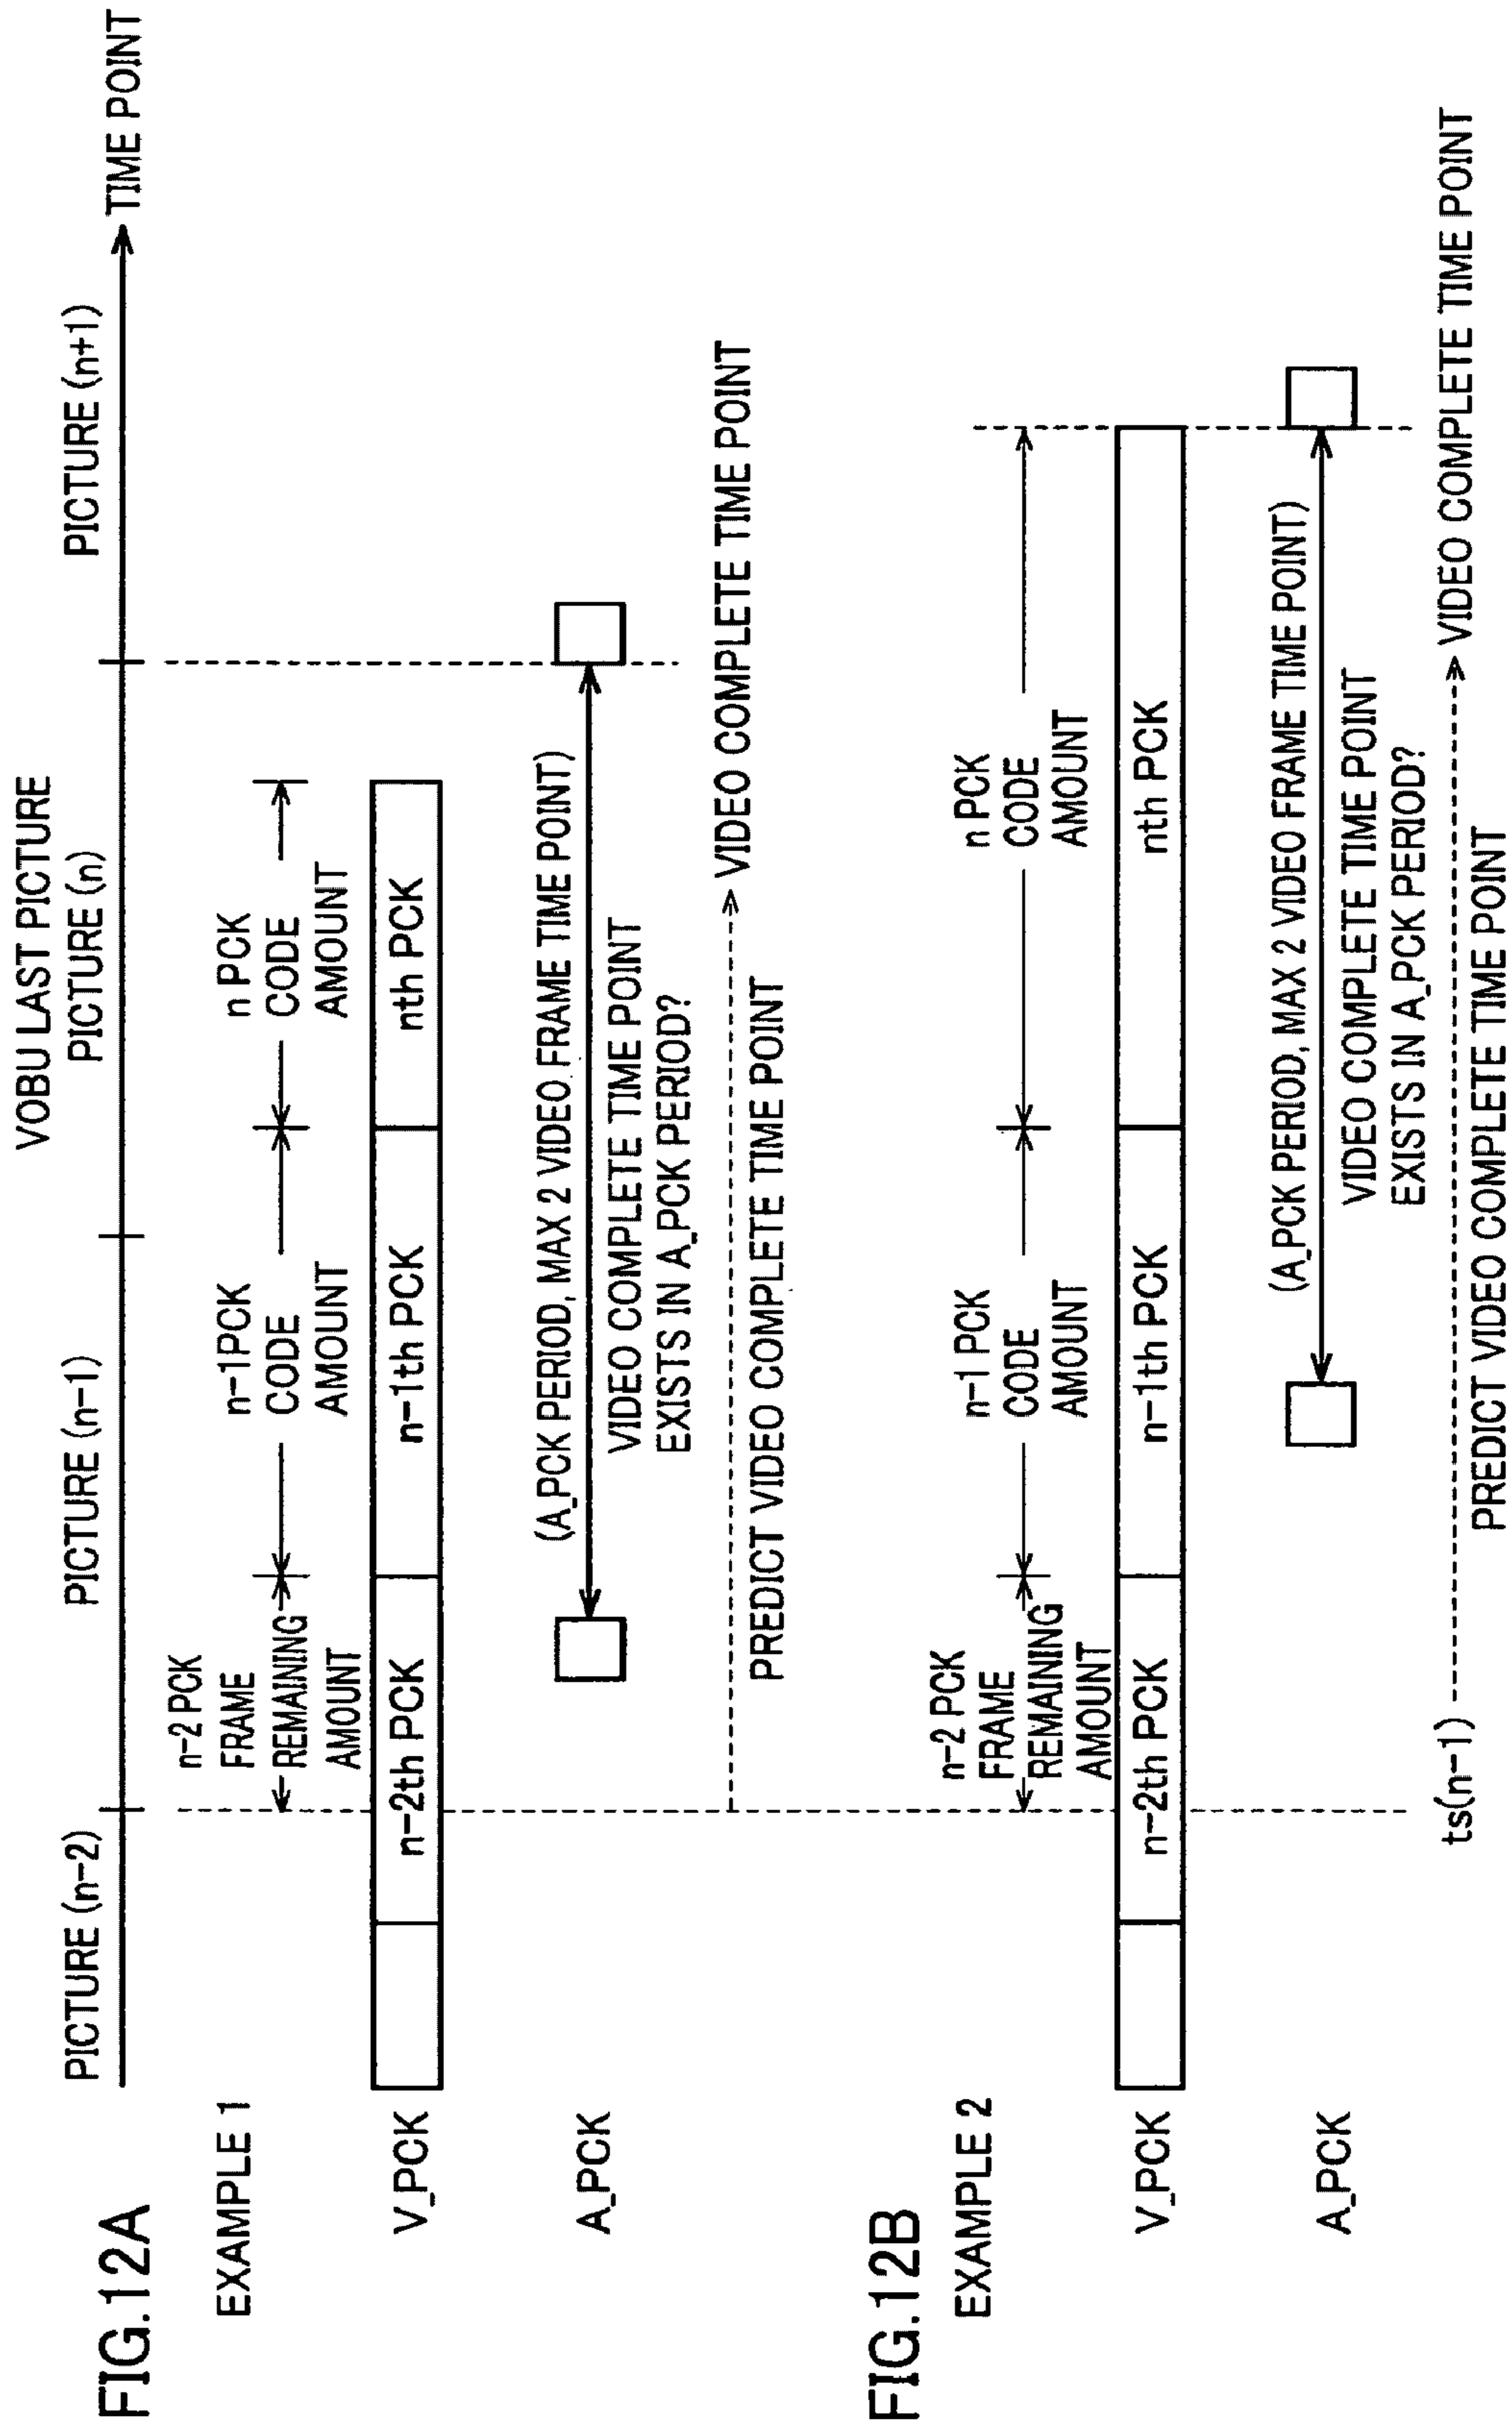 FIG.12A
VOBU LAST PICTURE
PICTURE (n-2)
PICTURE (n-1)
PICTURE (n)
PICTURE (n+1)
TIME POINT
EXAMPLE 1
n-2 PCK
FRAME
REMAINING
AMOUNT
n-1PCK
CODE
AMOUNT
n PCK
CODE
AMOUNT
V_PCK
n-2th PCK
n-1th PCK
nth PCK
A_PCK
(A_PCK PERIOD, MAX 2 VIDEO FRAME TIME POINT)
VIDEO COMPLETE TIME POINT
EXISTS IN A_PCK PERIOD?
VIDEO COMPLETE TIME POINT
PREDICT VIDEO COMPLETE TIME POINT
FIG.12B
EXAMPLE 2
n-2 PCK
FRAME
REMAINING
AMOUNT
n-1 PCK
CODE
AMOUNT
n PCK
CODE
AMOUNT
V_PCK
n-2th PCK
n-1th PCK
nth PCK
A_PCK
(A_PCK PERIOD, MAX 2 VIDEO FRAME TIME POINT)
VIDEO COMPLETE TIME POINT
EXISTS IN A_PCK PERIOD?
ts(n-1)
VIDEO COMPLETE TIME POINT
PREDICT VIDEO COMPLETE TIME POINT